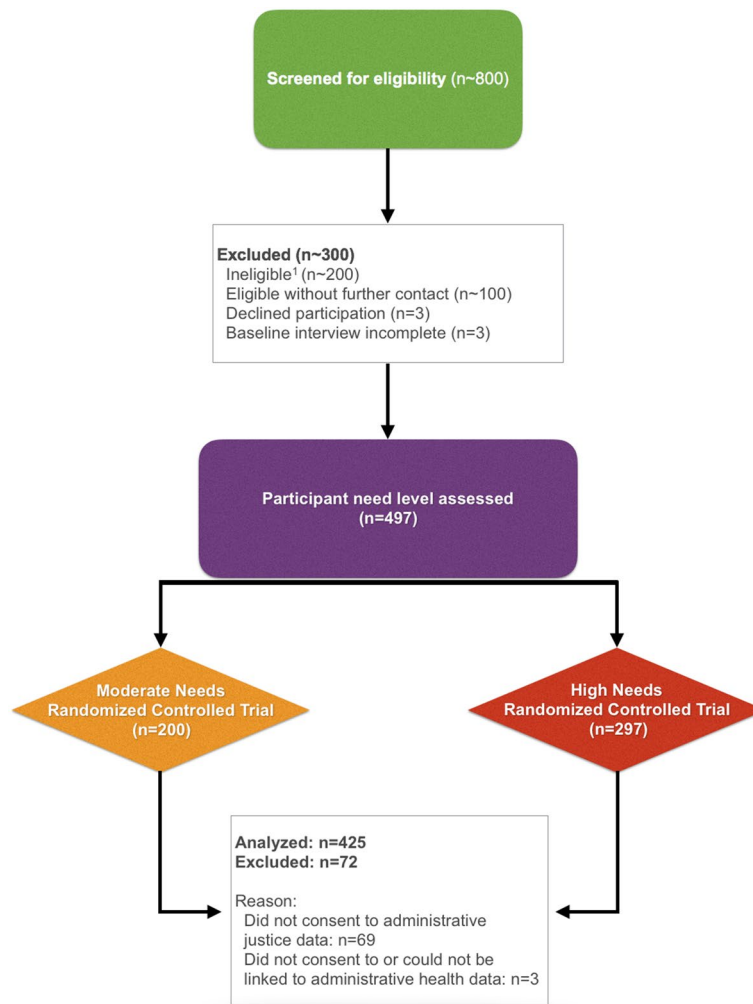 Screened for eligibility (n~800)
Excluded (n~300)
Ineligible¹ (n~200)
Eligible without further contact (n~100)
Declined participation (n=3)
Baseline interview incomplete (n=3)
Participant need level assessed
(n=497)
Moderate Needs
Randomized Controlled Trial
(n=200)
High Needs
Randomized Controlled Trial
(n=297)
Analyzed: n=425
Excluded: n=72
Reason:
Did not consent to administrative
justice data: n=69
Did not consent to or could not be
linked to administrative health data: n=3